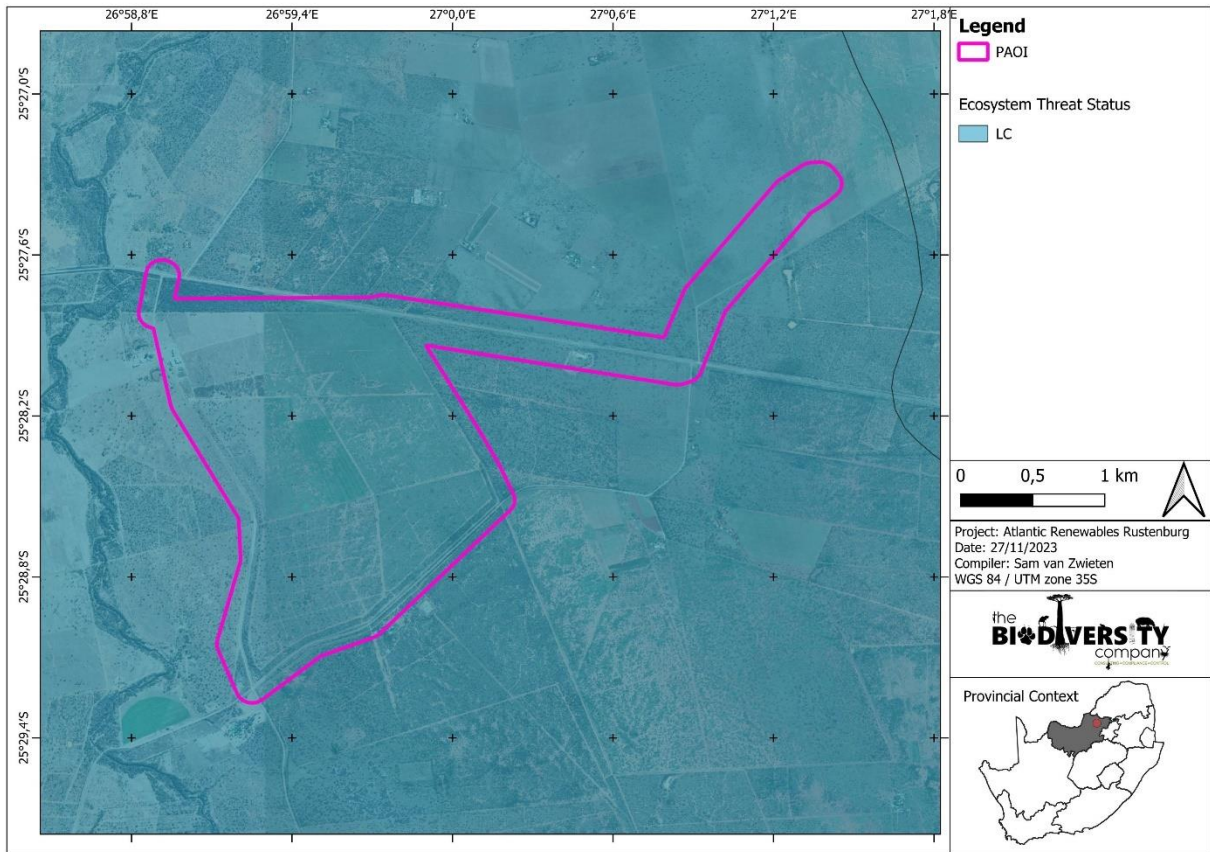 26°58,8'E 26°59,4'E 27°0,0'E 27°0,6'E 27°1,2'E 27°1,8'E
25°27,0'S
25°27,6'S
25°28,2'S
25°28,8'S
25°29,4'S
Legend
PAOI
Ecosystem Threat Status
LC
0 0,5 1 km
Project: Atlantic Renewables Rustenburg
Date: 27/11/2023
Compiler: Sam van Zwieten
WGS 84 / UTM zone 35S
the
BIODIVERSITY
company
Provincial Context